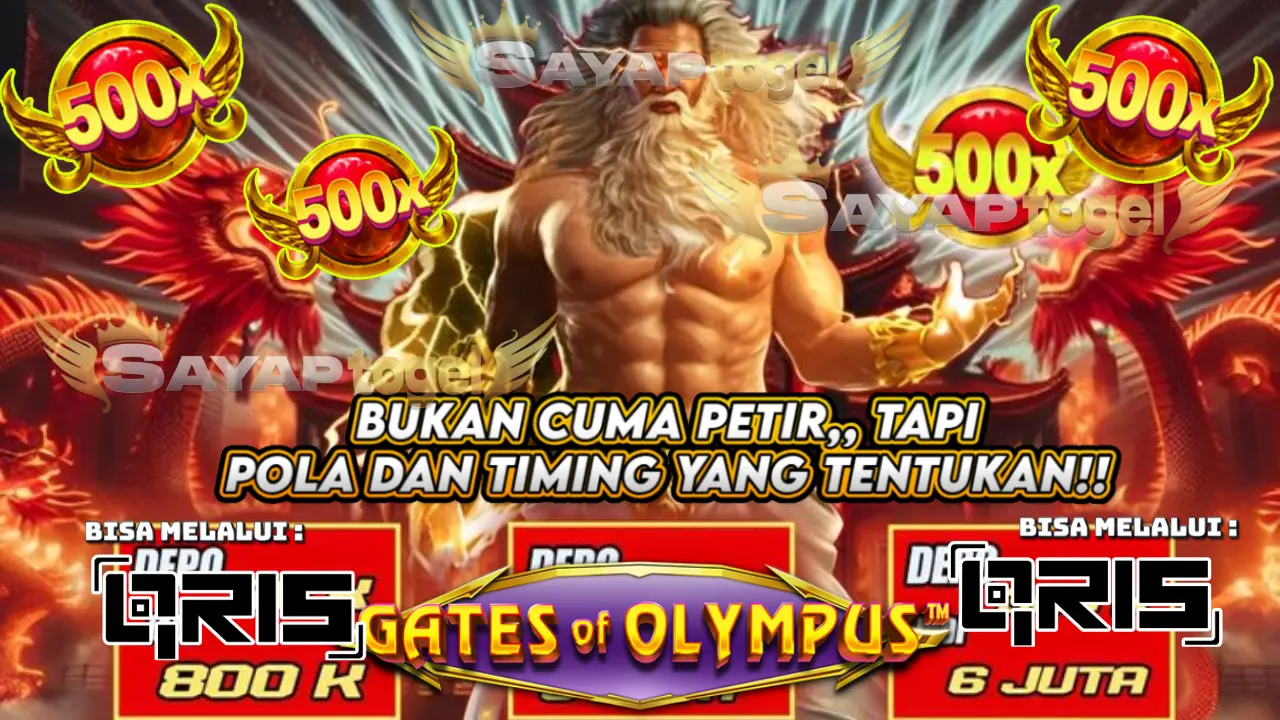 500x
500x
500x
500x
SAYAPtogel
SAYAPtogel
SAYAPtogel
BUKAN CUMA PETIR,, TAPI
POLA DAN TIMING YANG TENTUKAN!!
BISA MELALUI :
BISA MELALUI :
DEPO
DEPO
DEPO
QRIS
GATES of OLYMPUS™
QRIS
800 K
6 JUTA